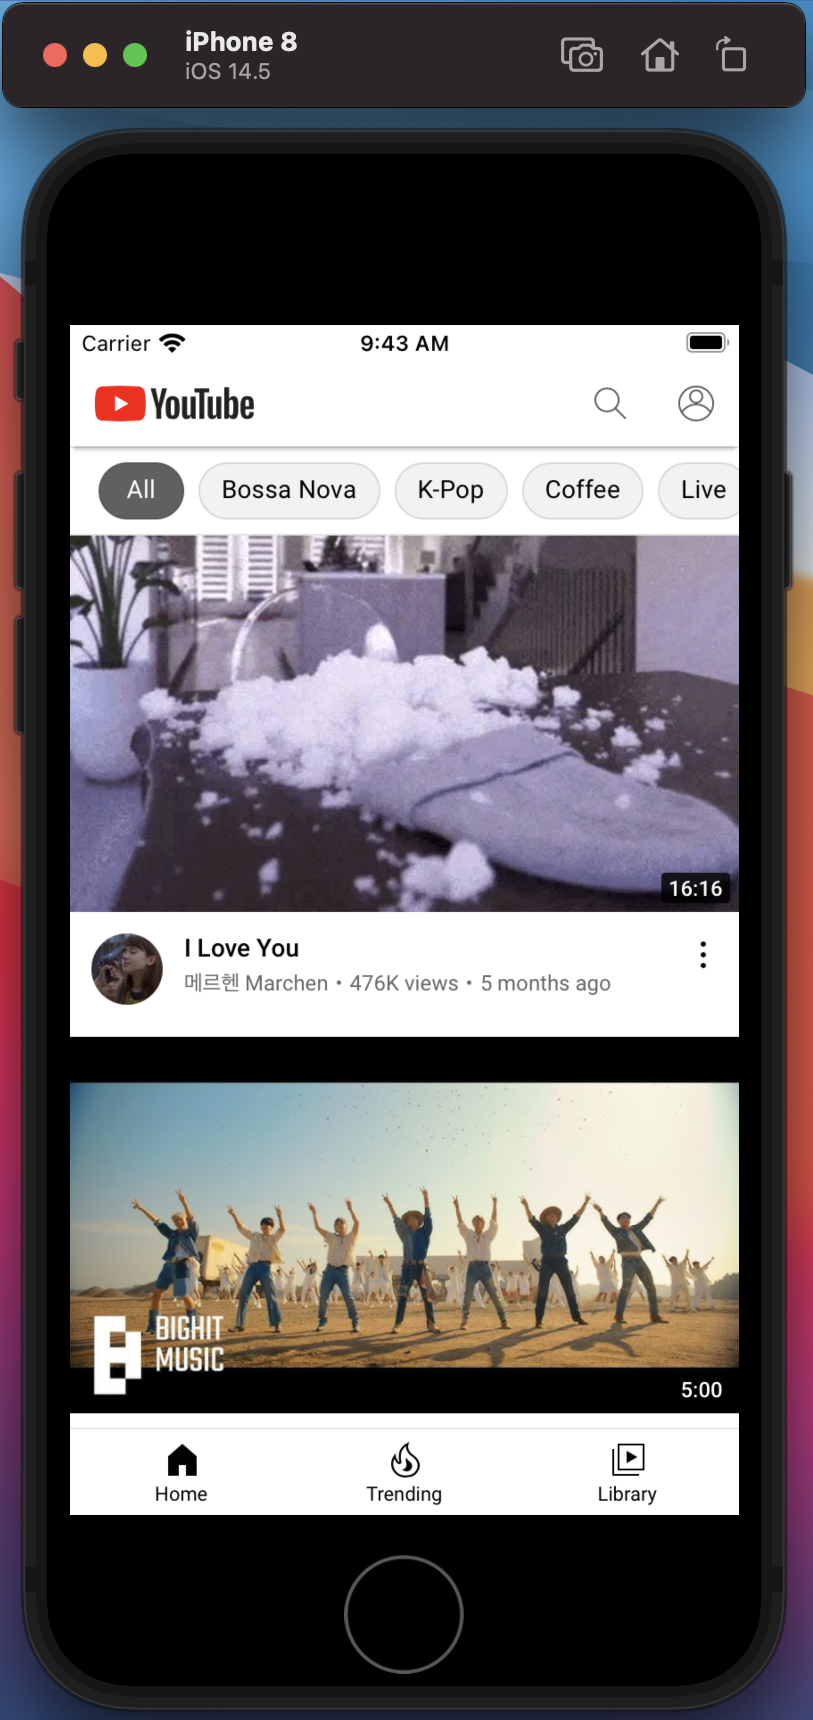 iPhone 8
iOS 14.5
Carrier 9:43 AM
YouTube
All Bossa Nova K-Pop Coffee Live
16:16
I Love You
메르헨 Marchen • 476K views • 5 months ago
BIGHIT
MUSIC
5:00
Home Trending Library